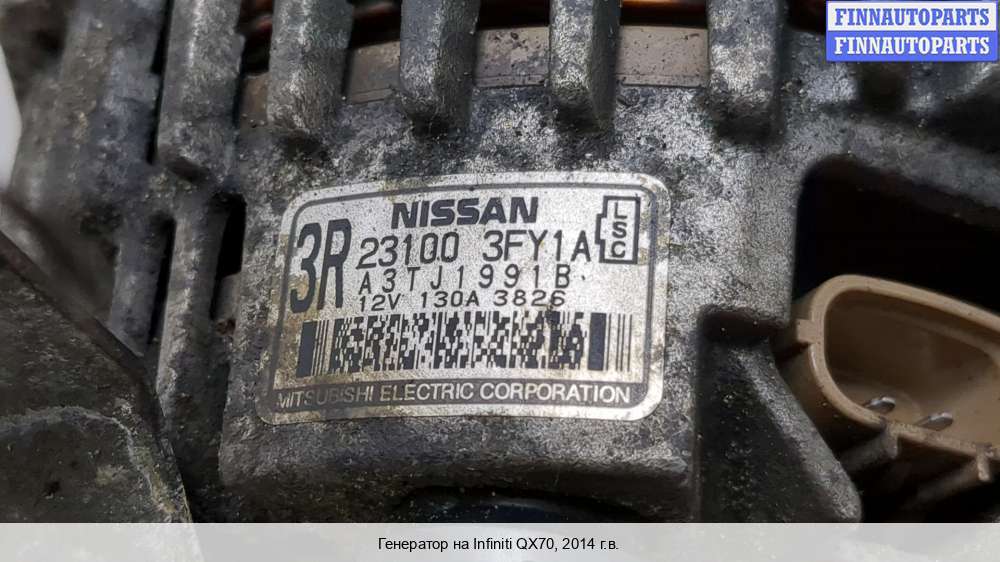 FINNAUTOPARTS
FINNAUTOPARTS
NISSAN
3R
23100 3FY1A
LSC
A3TJ1991B
12V 130A 3826
MITSUBISHI ELECTRIC CORPORATION
Генератор на Infiniti QX70, 2014 г.в.